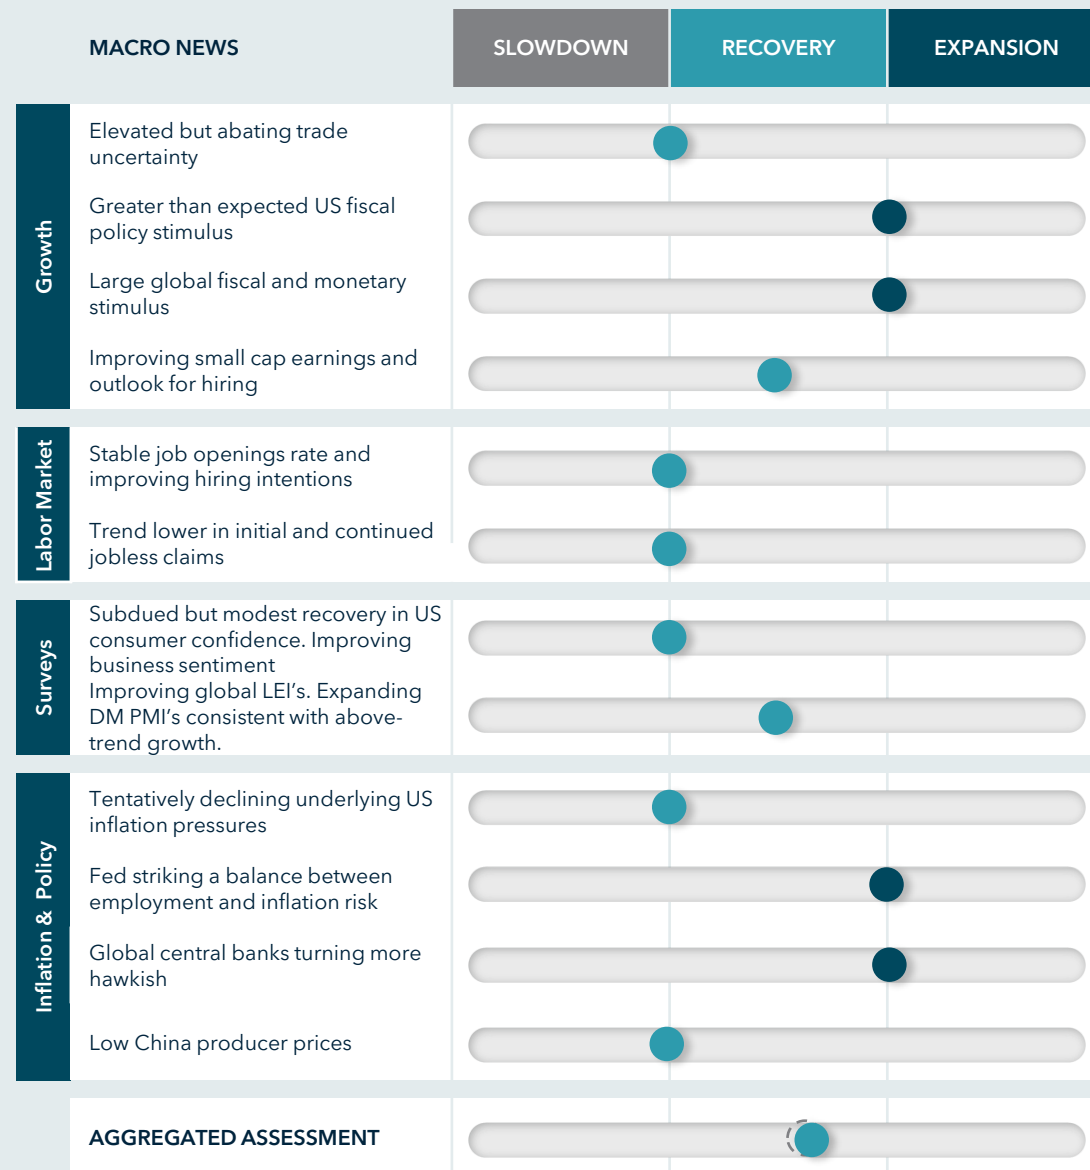 MACRO NEWS
SLOWDOWN
RECOVERY
EXPANSION
Growth
Elevated but abating trade
uncertainty
Greater than expected US fiscal
policy stimulus
Large global fiscal and monetary
stimulus
Improving small cap earnings and
outlook for hiring
Labor Market
Stable job openings rate and
improving hiring intentions
Trend lower in initial and continued
jobless claims
Surveys
Subdued but modest recovery in US
consumer confidence. Improving
business sentiment
Improving global LEI's. Expanding
DM PMI's consistent with above-
trend growth.
Inflation & Policy
Tentatively declining underlying US
inflation pressures
Fed striking a balance between
employment and inflation risk
Global central banks turning more
hawkish
Low China producer prices
AGGREGATED ASSESSMENT